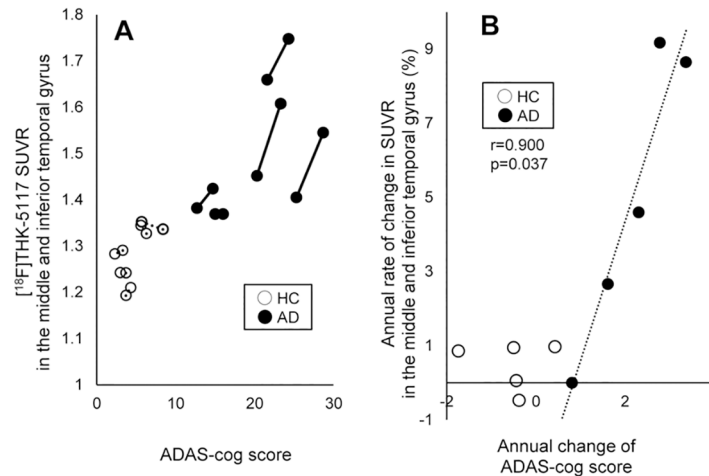 A
[18F]THK-5117 SUVR
in the middle and inferior temporal gyrus
1.8
1.7
1.6
1.5
1.4
1.3
1.2
1.1
1
HC
AD
0
10
20
30
ADAS-cog score
B
Annual rate of change in SUVR
in the middle and inferior temporal gyrus (%)
9
7
5
3
1
-1
HC
AD
r=0.900
p=0.037
-2
0
2
Annual change of
ADAS-cog score